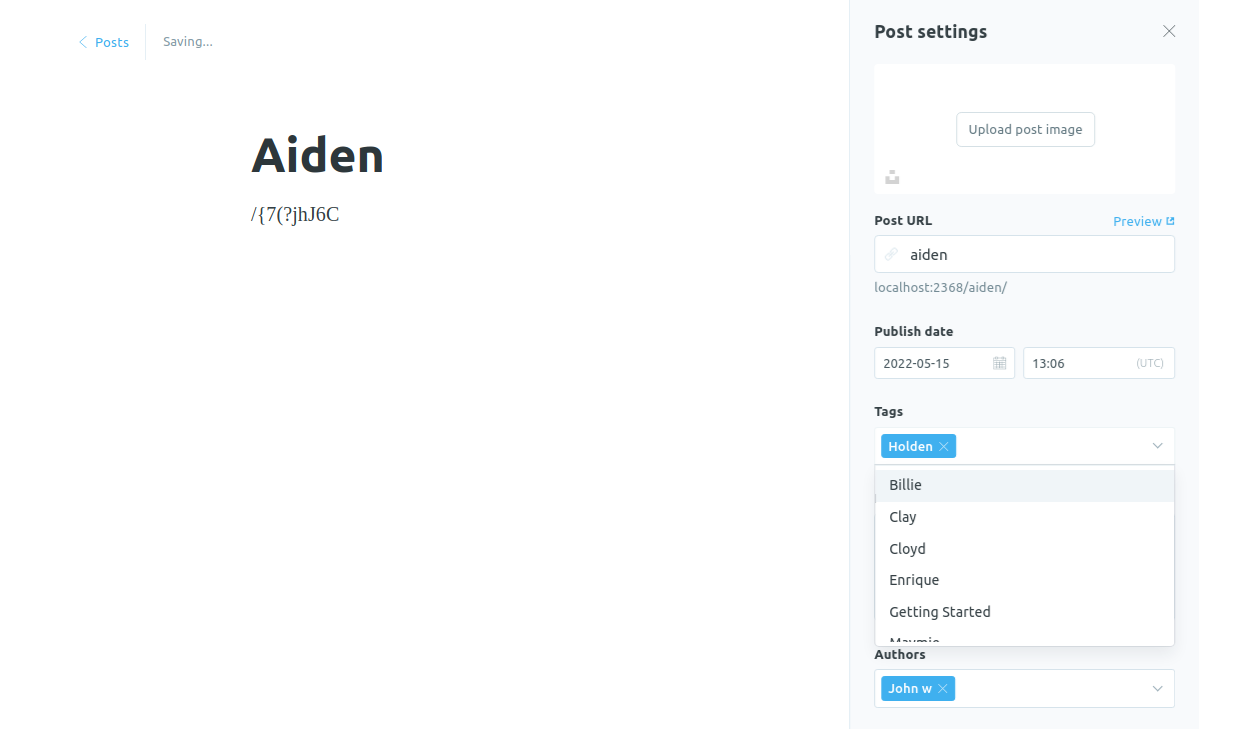 Posts
Saving...
Aiden
/{7(?jhJ6C
Post settings
Upload post image
Post URL
Preview
aiden
localhost:2368/aiden/
Publish date
2022-05-15
13:06
(UTC)
Tags
Holden
Billie
Clay
Cloyd
Enrique
Getting Started
Maymie
Authors
John w